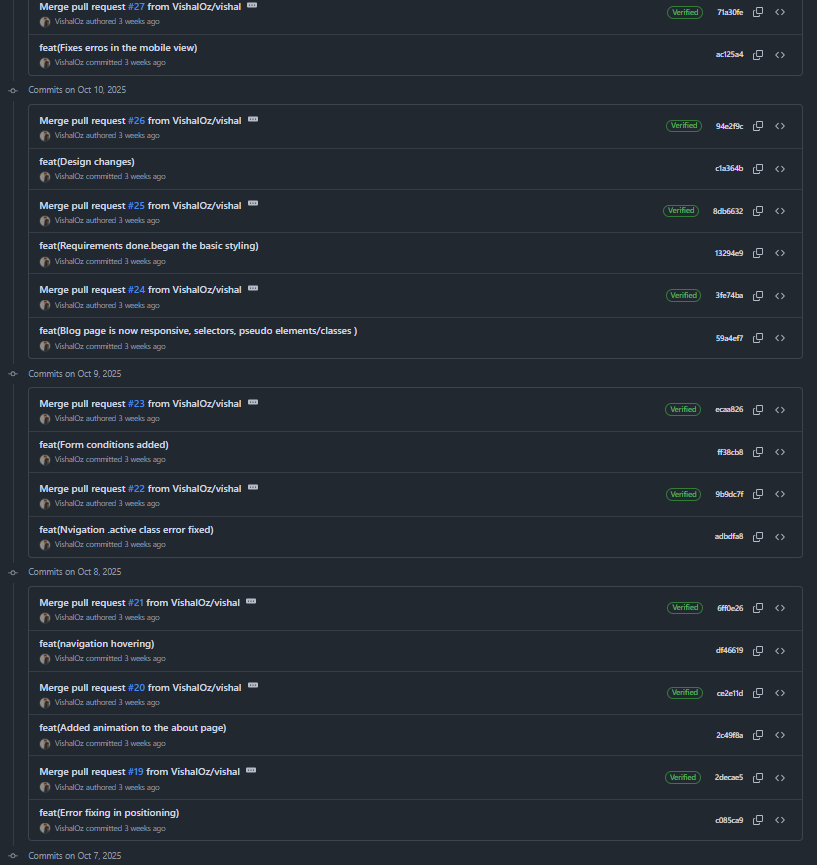 Merge pull request #27 from VishalOz/vishal
Verified 71a30fe
VishalOz authored 3 weeks ago
feat(Fixes erros in the mobile view)
ac125a4
VishalOz committed 3 weeks ago
Commits on Oct 10, 2025
Merge pull request #26 from VishalOz/vishal
Verified 94e2f9c
VishalOz authored 3 weeks ago
feat(Design changes)
c1a364b
VishalOz committed 3 weeks ago
Merge pull request #25 from VishalOz/vishal
Verified 8db6632
VishalOz authored 3 weeks ago
feat(Requirements done.began the basic styling)
13294e9
VishalOz committed 3 weeks ago
Merge pull request #24 from VishalOz/vishal
Verified 3fe74ba
VishalOz authored 3 weeks ago
feat(Blog page is now responsive, selectors, pseudo elements/classes )
59a4ef7
VishalOz committed 3 weeks ago
Commits on Oct 9, 2025
Merge pull request #23 from VishalOz/vishal
Verified ecaa826
VishalOz authored 3 weeks ago
feat(Form conditions added)
ff38cb8
VishalOz committed 3 weeks ago
Merge pull request #22 from VishalOz/vishal
Verified 9b9dc7f
VishalOz authored 3 weeks ago
feat(Nvigation .active class error fixed)
adbdfa8
VishalOz committed 3 weeks ago
Commits on Oct 8, 2025
Merge pull request #21 from VishalOz/vishal
Verified 6ff0e26
VishalOz authored 3 weeks ago
feat(navigation hovering)
df46619
VishalOz committed 3 weeks ago
Merge pull request #20 from VishalOz/vishal
Verified ce2e11d
VishalOz authored 3 weeks ago
feat(Added animation to the about page)
2c49f8a
VishalOz committed 3 weeks ago
Merge pull request #19 from VishalOz/vishal
Verified 2decae5
VishalOz authored 3 weeks ago
feat(Error fixing in positioning)
c085ca9
VishalOz committed 3 weeks ago
Commits on Oct 7, 2025